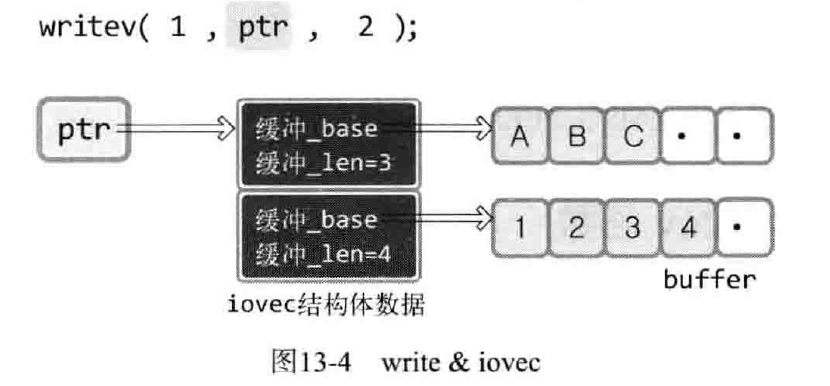 writev( 1 , ptr , 2 );
ptr
缓冲_base
缓冲_len=3
A B C • •
缓冲_base
缓冲_len=4
1 2 3 4 •
buffer
iovec结构体数据
图13-4 write & iovec